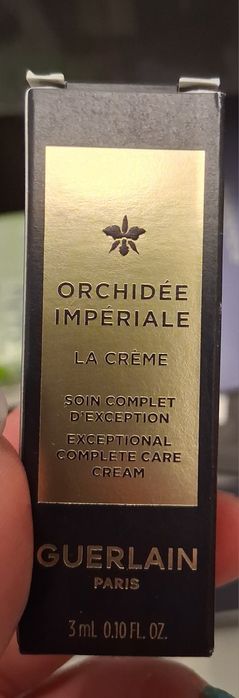 ORCHIDÉE
IMPÉRIALE
LA CRÈME
SOIN COMPLET
D'EXCEPTION
EXCEPTIONAL
COMPLETE CARE
CREAM
GUERLAIN
PARIS
3 mL 0.10 FL. OZ.